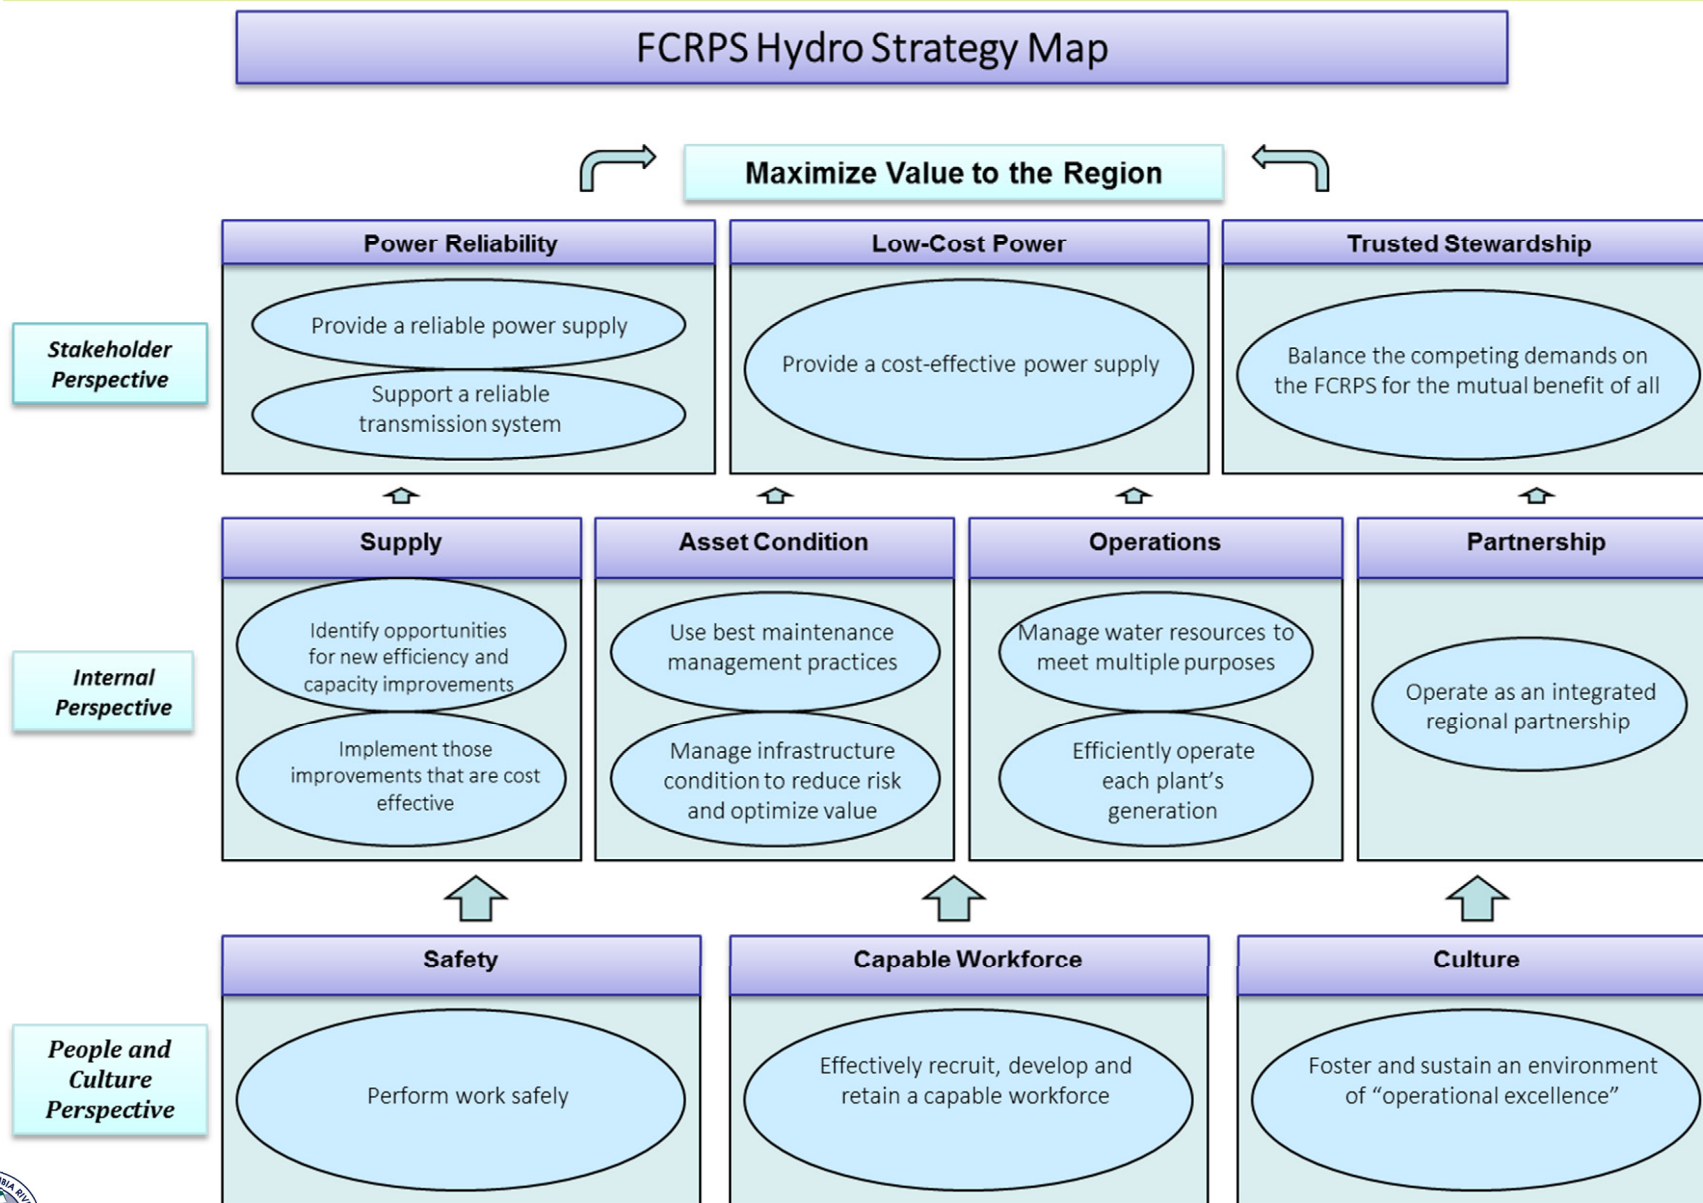 FCRPS Hydro Strategy Map
Maximize Value to the Region
Power Reliability
Low-Cost Power
Trusted Stewardship
Stakeholder
Perspective
Provide a reliable power supply
Support a reliable
transmission system
Provide a cost-effective power supply
Balance the competing demands on
the FCRPS for the mutual benefit of all
Supply
Asset Condition
Operations
Partnership
Internal
Perspective
Identify opportunities
for new efficiency and
capacity improvements
Implement those
improvements that are cost
effective
Use best maintenance
management practices
Manage infrastructure
condition to reduce risk
and optimize value
Manage water resources to
meet multiple purposes
Efficiently operate
each plant's
generation
Operate as an integrated
regional partnership
Safety
Capable Workforce
Culture
People and
Culture
Perspective
Perform work safely
Effectively recruit, develop and
retain a capable workforce
Foster and sustain an environment
of “operational excellence”